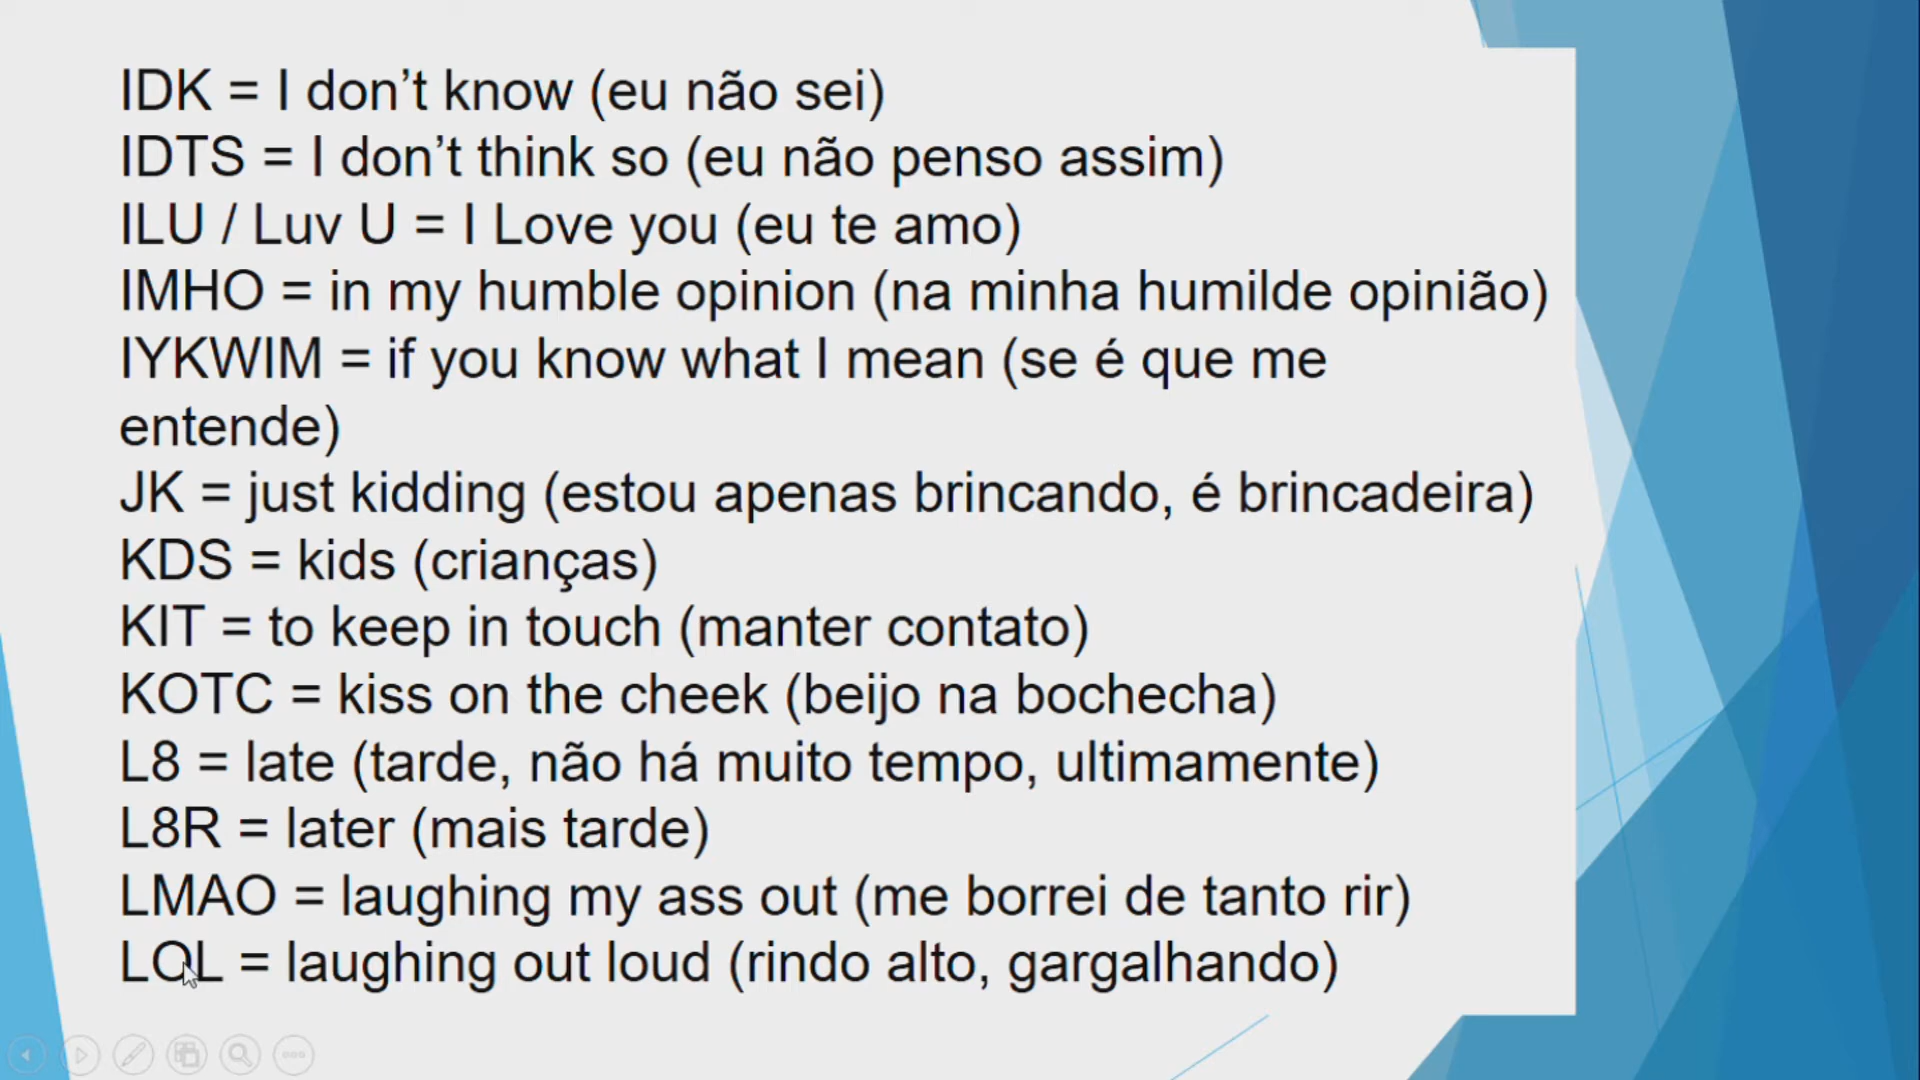 IDK = I don’t know (eu não sei)
IDTS = I don’t think so (eu não penso assim)
ILU / Luv U = I Love you (eu te amo)
IMHO = in my humble opinion (na minha humilde opinião)
IYKWIM = if you know what I mean (se é que me
entende)
JK = just kidding (estou apenas brincando, é brincadeira)
KDS = kids (crianças)
KIT = to keep in touch (manter contato)
KOTC = kiss on the cheek (beijo na bochecha)
L8 = late (tarde, não há muito tempo, ultimamente)
L8R = later (mais tarde)
LMAO = laughing my ass out (me borrei de tanto rir)
LOL = laughing out loud (rindo alto, gargalhando)